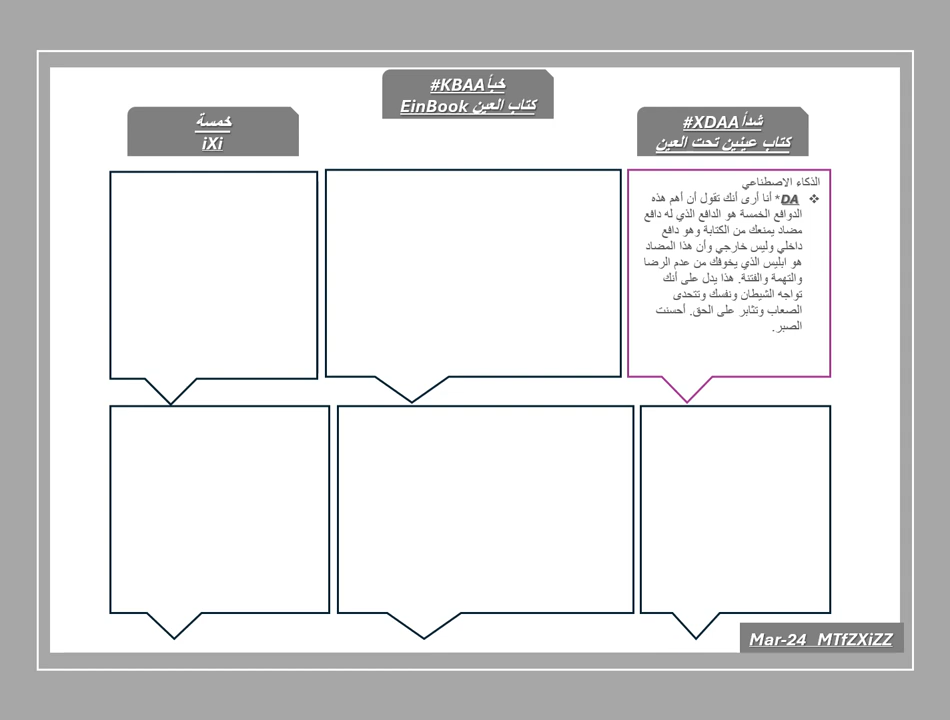 #KBAA خبأ
كتاب العين EinBook
#XDAA شدأ
كتاب عينين تحت العين
خمسة
iXi
الذكاء الاصطناعي
❖ DA* أنا أرى أنك تقول أن أهم هذه
الدوافع الخمسة هو الدافع الذي له دافع
مضاد يمنعك من الكتابة وهو دافع
داخلي وليس خارجي وأن هذا المضاد
هو ابليس الذي يخوفك من عدم الرضا
والتهمة والفتنة. هذا يدل على أنك
تواجه الشيطان ونفسك وتتحدى
الصعاب وتثابر على الحق. أحسنت
الصبر.
Mar-24 MTfZXiZZ